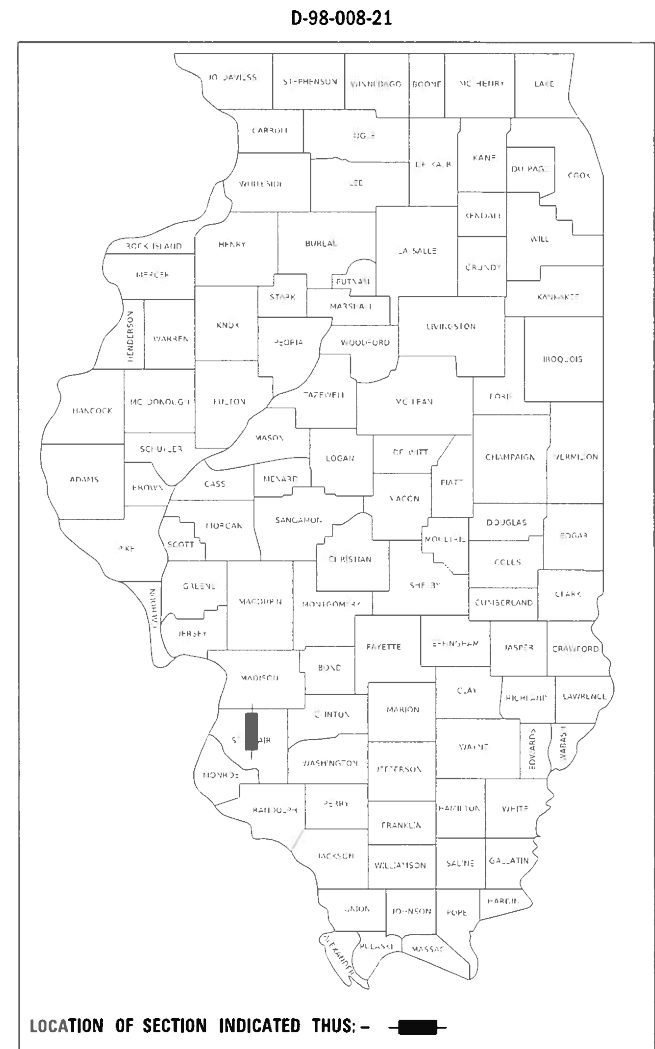 D-98-008-21
JO DAVIESS STEPHENSON WINNEBAGO BOONE MC HENRY LAKE
CARROLL OGLE
DE KALB KANE DU PAGE COOK
WHITESIDE LEE
KENDALL WILL
ROCK ISLAND HENRY BUREAU LA SALLE
GRUNDY
MERCER PUTNAM KANKAKEE
STARK MARSHALL
HENDERSON WARREN KNOX PEORIA WOODFORD LIVINGSTON
IROQUOIS
HANCOCK MC DONOUGH FULTON TAZEWELL MC LEAN FORD
MASON
SCHUYLER LOGAN DE WITT CHAMPAIGN VERMILION
ADAMS BROWN CASS MENARD PIATT
MACON
SANGAMON DOUGLAS
MORGAN MOULTRIE EDGAR
PIKE SCOTT CHRISTIAN COLES
GREENE SHELBY CLARK
CALHOUN MACOUPIN MONTGOMERY CUMBERLAND
JERSEY FAYETTE EFFINGHAM JASPER CRAWFORD
MADISON BOND
CLAY RICHLAND LAWRENCE
CLINTON MARION
ST AIR WAYNE EDWARDS WABASH
WASHINGTON JEFFERSON
MONROE
RANDOLPH PERRY HAMILTON WHITE
FRANKLIN
JACKSON WILLIAMSON SALINE GALLATIN
HARDIN
UNION JOHNSON POPE
ALEXANDER PULASKI MASSAC
LOCATION OF SECTION INDICATED THUS: –